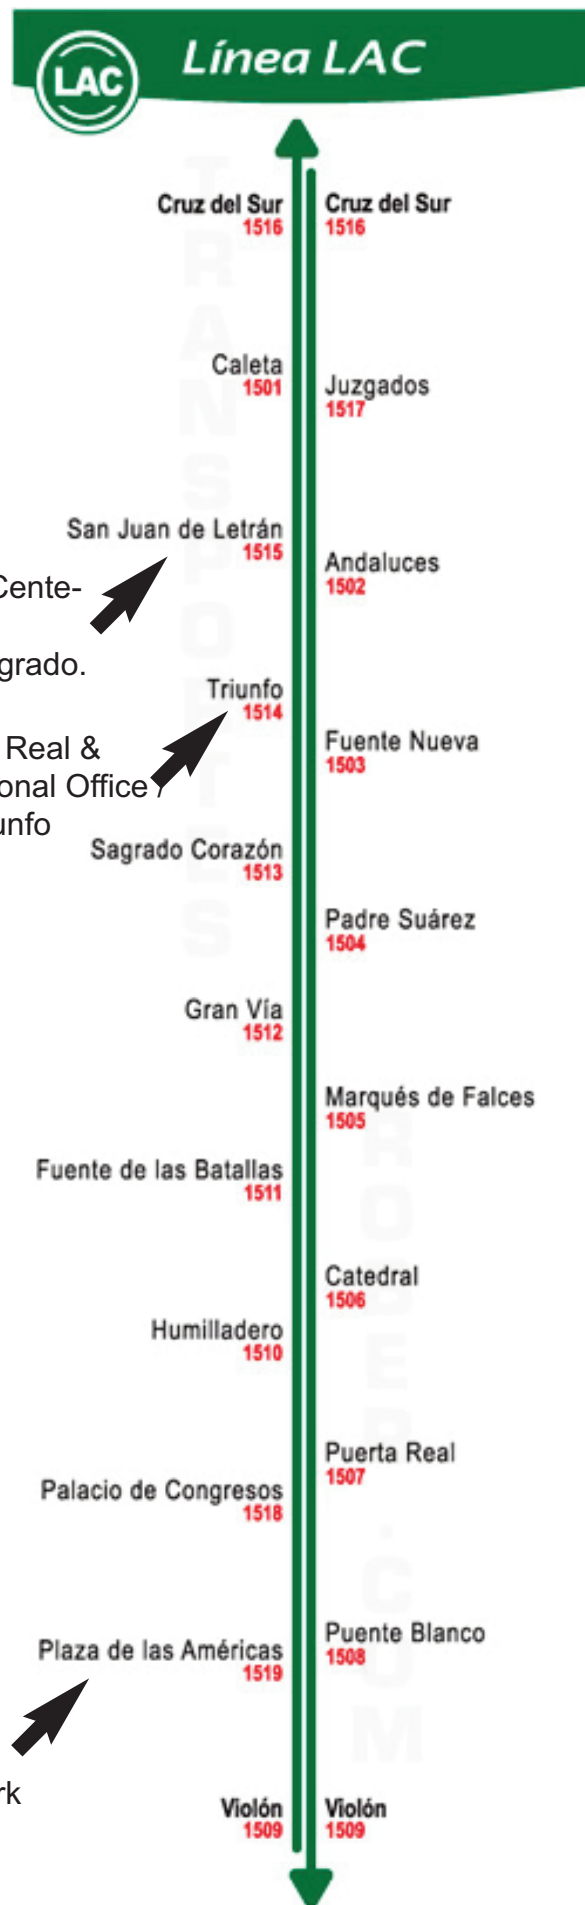 LAC
Línea LAC
Cruz del Sur
1516
Cruz del Sur
1516
Caleta
1501
Juzgados
1517
San Juan de Letrán
1515
Andaluces
1502
Cente-
grado.
Triunfo
1514
Real &
onal Office /
unfo
Fuente Nueva
1503
Sagrado Corazón
1513
Padre Suárez
1504
Gran Vía
1512
Marqués de Falces
1505
Fuente de las Batallas
1511
Catedral
1506
Humilladero
1510
Puerta Real
1507
Palacio de Congresos
1518
Puente Blanco
1508
Plaza de las Américas
1519
rk
Violón
1509
Violón
1509
TRANSPORTES
ROBER.COM